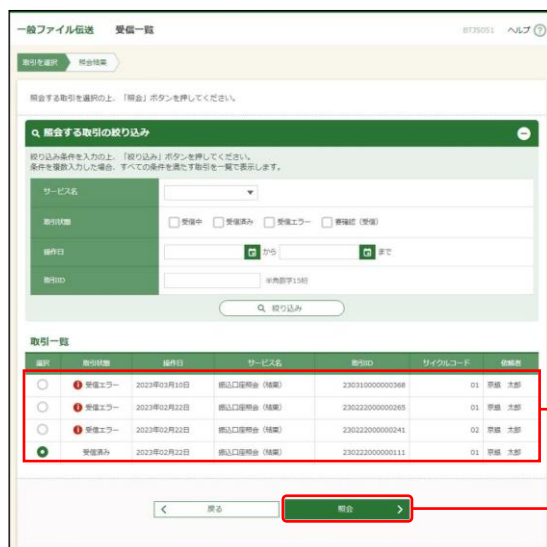 一般ファイル伝送 受信一覧 BTJS051 ヘルプ ?
取引を選択 照会結果
照会する取引を選択の上、「照会」ボタンを押してください。
照会する取引の絞り込み
絞り込み条件を入力の上、「絞り込み」ボタンを押してください。
条件を複数入力した場合、すべての条件を満たす取引を一覧で表示します。
サービス名
取引状態 受信中 受信済み 受信エラー 要確認（受信）
操作日 から まで
取引ID 半角数字15桁
絞り込み
取引一覧
選択 取引状態 操作日 サービス名 取引ID サイクルコード 依頼者
受信エラー 2023年03月10日 振込口座照会（結果） 230310000000368 01 京銀 太郎
受信エラー 2023年02月22日 振込口座照会（結果） 230222000000265 01 京銀 太郎
受信エラー 2023年02月22日 振込口座照会（結果） 230222000000241 02 京銀 太郎
受信済み 2023年02月22日 振込口座照会（結果） 230222000000111 01 京銀 太郎
戻る 照会